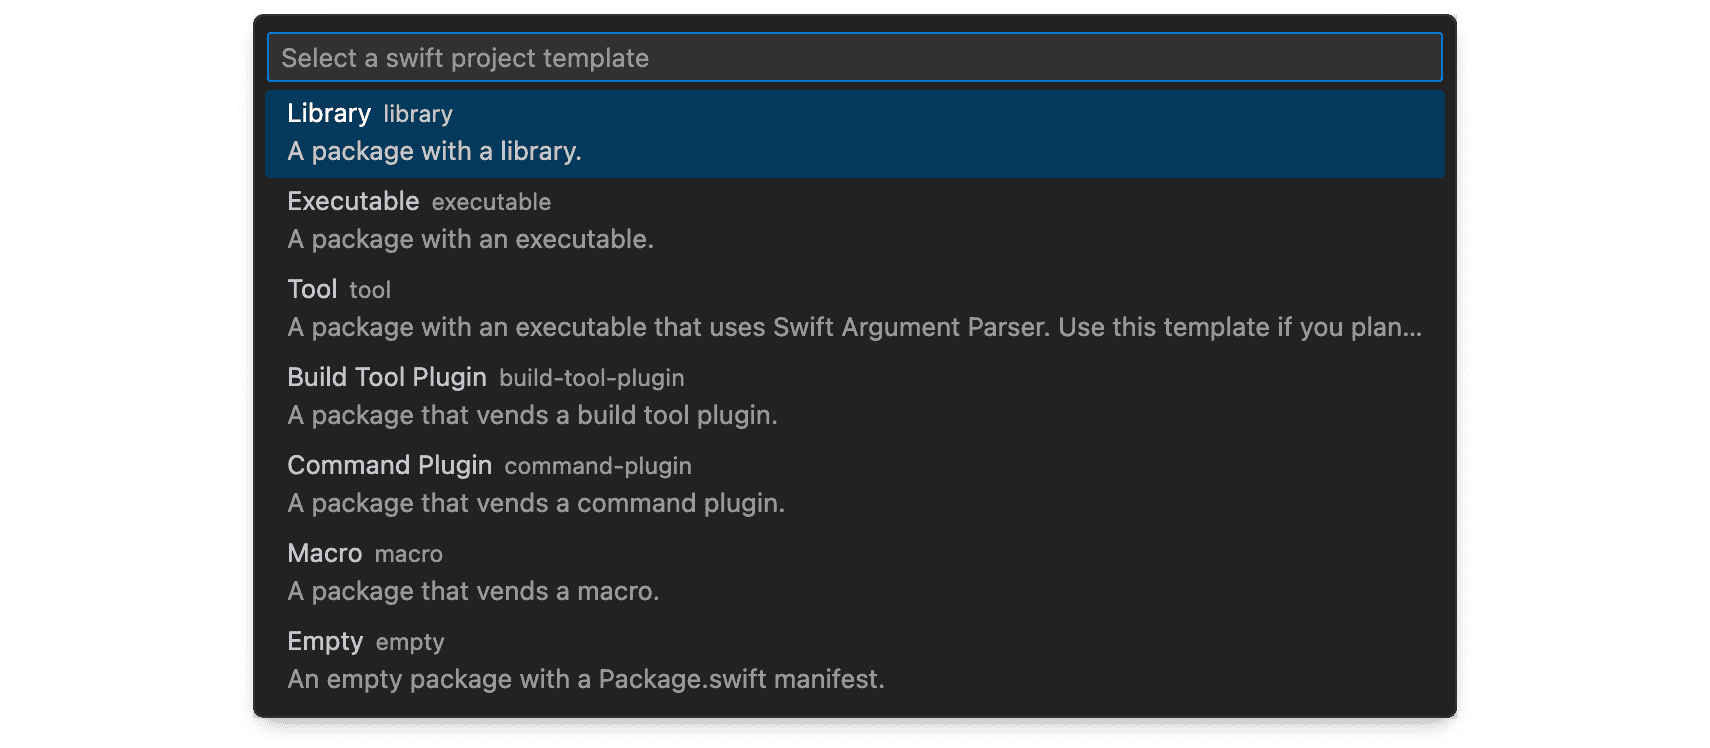 Select a swift project template
Library library
A package with a library.
Executable executable
A package with an executable.
Tool tool
A package with an executable that uses Swift Argument Parser. Use this template if you plan...
Build Tool Plugin build-tool-plugin
A package that vends a build tool plugin.
Command Plugin command-plugin
A package that vends a command plugin.
Macro macro
A package that vends a macro.
Empty empty
An empty package with a Package.swift manifest.